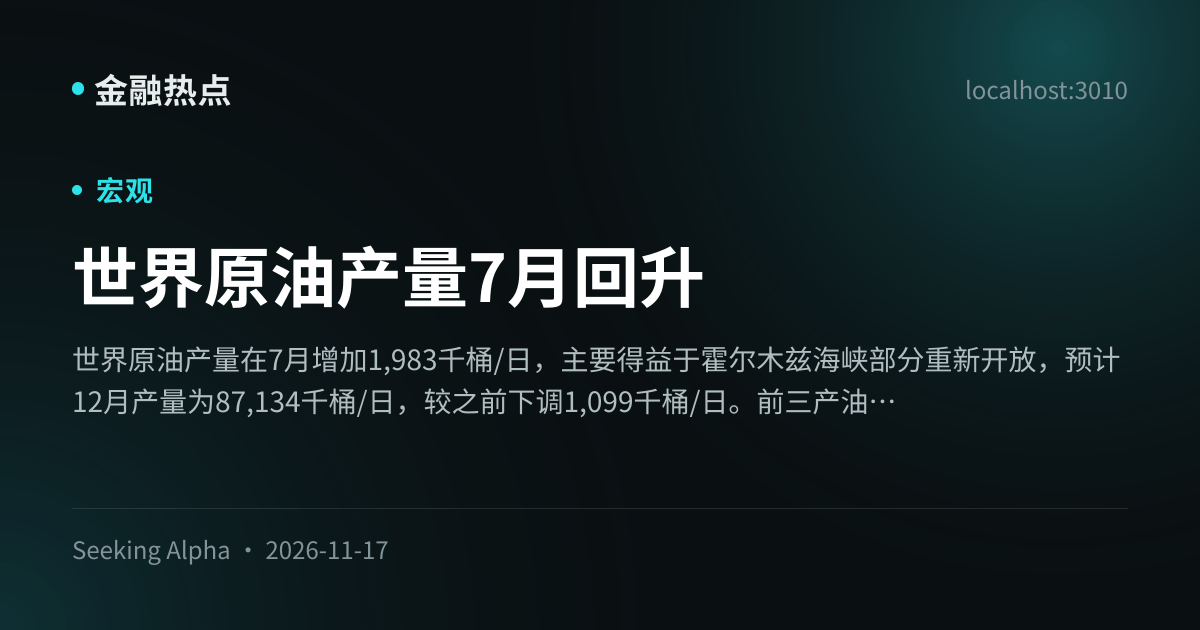 金融热点
localhost:3010
宏观
世界原油产量7月回升
世界原油产量在7月增加1,983千桶/日，主要得益于霍尔木兹海峡部分重新开放，预计
12月产量为87,134千桶/日，较之前下调1,099千桶/日。前三产油…
Seeking Alpha · 2026-11-17